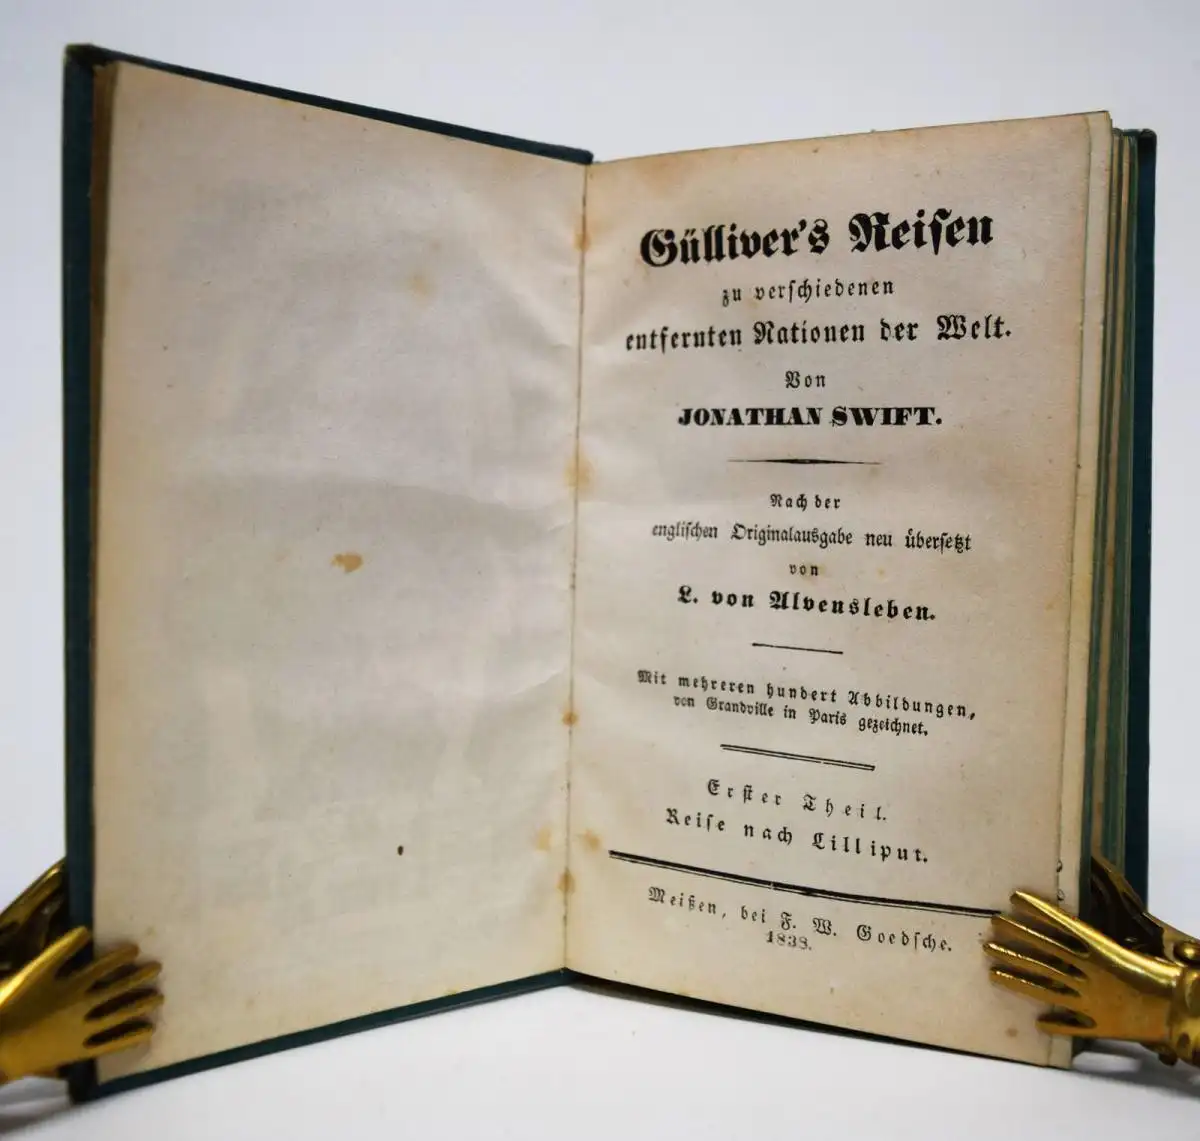 Gülliver's Reisen
zu verschiedenen
entfernten Nationen der Welt.
Von
JONATHAN SWIFT.
Nach der
englischen Originalausgabe neu übersetzt
von
L. von Alvensleben.
Mit mehreren hundert Abbildungen,
von Grandville in Paris gezeichnet.
Erster Theil.
Reise nach Lilliput.
Meißen, bei F. W. Goedsche.
1838.